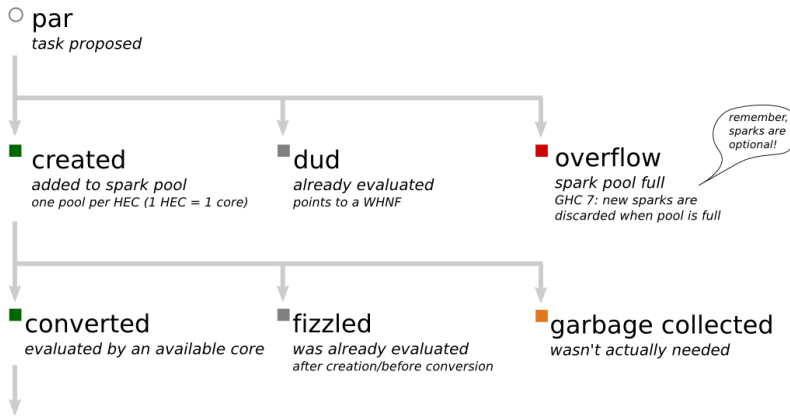 par
task proposed
remember,
sparks are
optional!
created
added to spark pool
one pool per HEC (1 HEC = 1 core)
dud
already evaluated
points to a WHNF
overflow
spark pool full
GHC 7: new sparks are
discarded when pool is full
converted
evaluated by an available core
fizzled
was already evaluated
after creation/before conversion
garbage collected
wasn't actually needed